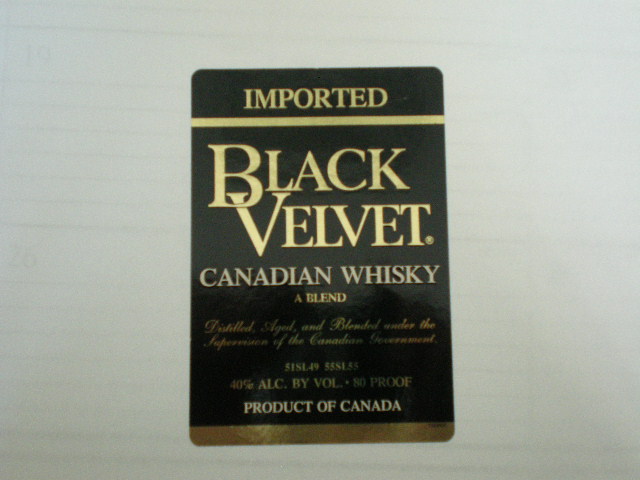 IMPORTED
BLACK
VELVET®
CANADIAN WHISKY
A BLEND
Distilled, Aged, and Blended under the
Supervision of the Canadian Government.
51SL49 55SL55
40% ALC. BY VOL. • 80 PROOF
PRODUCT OF CANADA